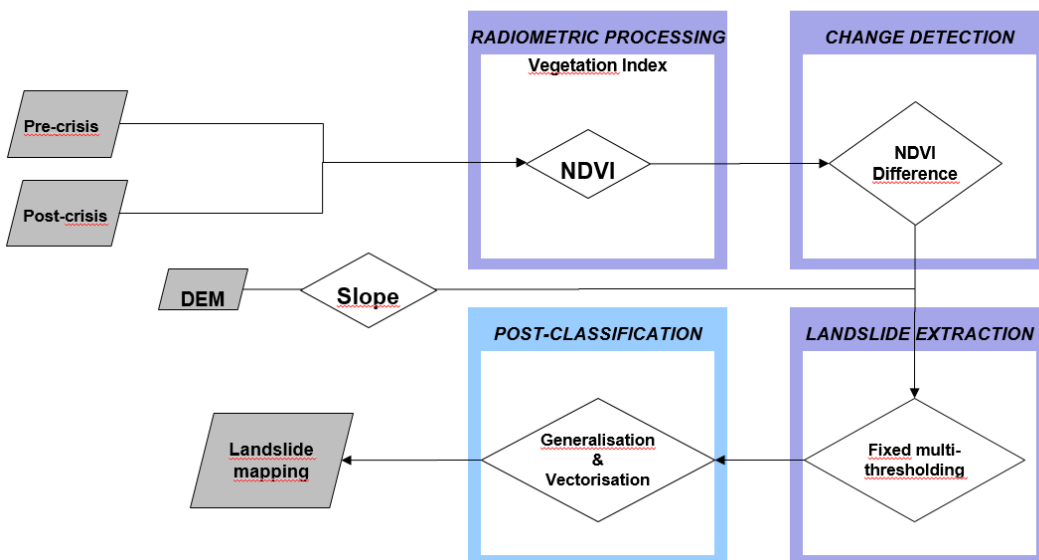 RADIOMETRIC PROCESSING
Vegetation Index
CHANGE DETECTION
Pre-crisis
Post-crisis
NDVI
NDVI
Difference
DEM
Slope
POST-CLASSIFICATION
LANDSLIDE EXTRACTION
Landslide
mapping
Generalisation
&
Vectorisation
Fixed multi-
thresholding